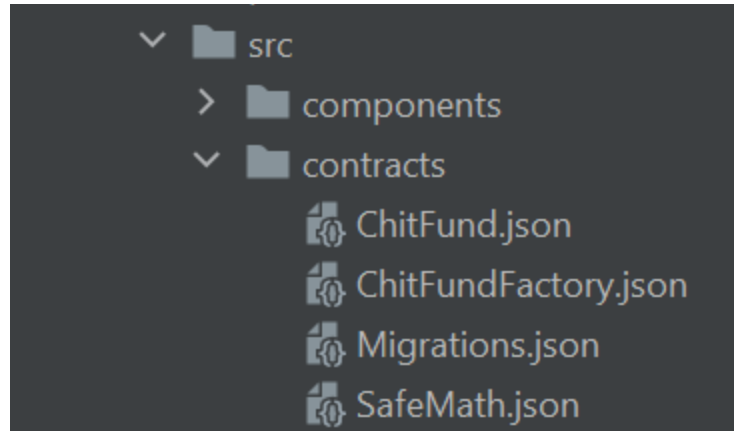 src
components
contracts
ChitFund.json
ChitFundFactory.json
Migrations.json
SafeMath.json